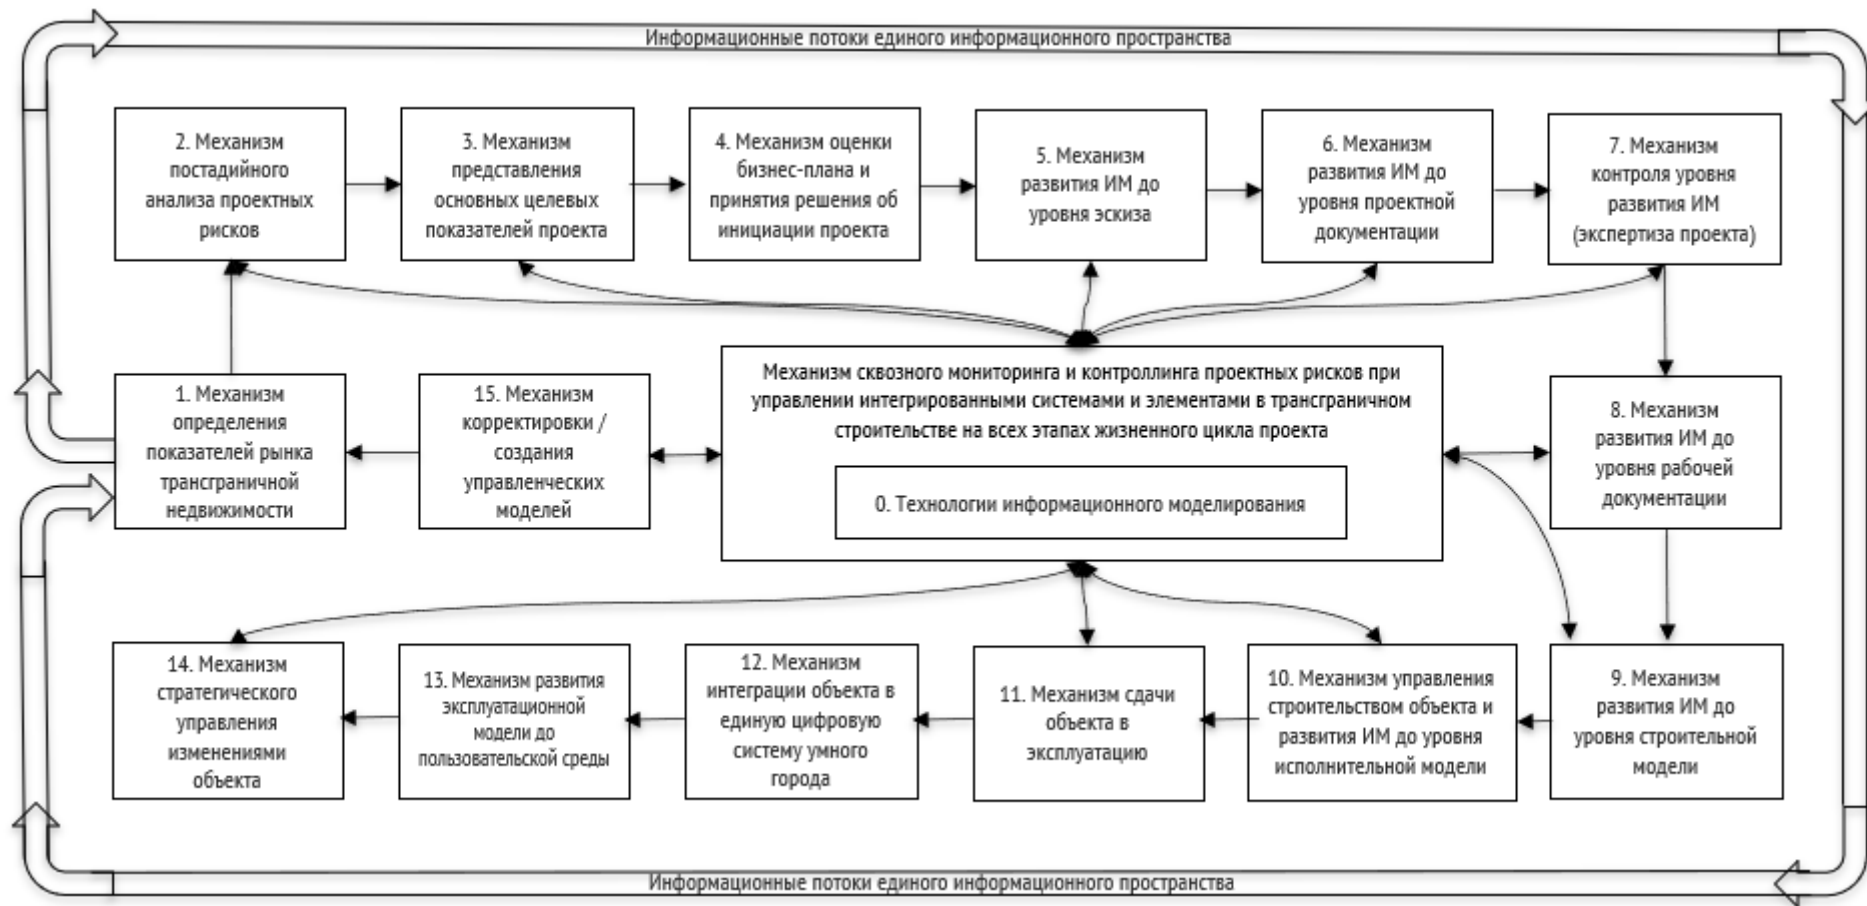 Информационные потоки единого информационного пространства
2. Механизм
постадийного
анализа проектных
рисков
3. Механизм
представления
основных целевых
показателей проекта
4. Механизм оценки
бизнес-плана и
принятия решения об
инициации проекта
5. Механизм
развития ИМ до
уровня эскиза
6. Механизм
развития ИМ до
уровня проектной
документации
7. Механизм
контроля уровня
развития ИМ
(экспертиза проекта)
1. Механизм
определения
показателей рынка
трансграничной
недвижимости
15. Механизм
корректировки /
создания
управленческих
моделей
Механизм сквозного мониторинга и контроллинга проектных рисков при
управлении интегрированными системами и элементами в трансграничном
строительстве на всех этапах жизненного цикла проекта
0. Технологии информационного моделирования
8. Механизм
развития ИМ до
уровня рабочей
документации
14. Механизм
стратегического
управления
изменениями
объекта
13. Механизм развития
эксплуатационной
модели до
пользовательской среды
12. Механизм
интеграции объекта в
единую цифровую
систему умного
города
11. Механизм сдачи
объекта в
эксплуатацию
10. Механизм управления
строительством объекта и
развития ИМ до уровня
исполнительной модели
9. Механизм
развития ИМ до
уровня строительной
модели
Информационные потоки единого информационного пространства